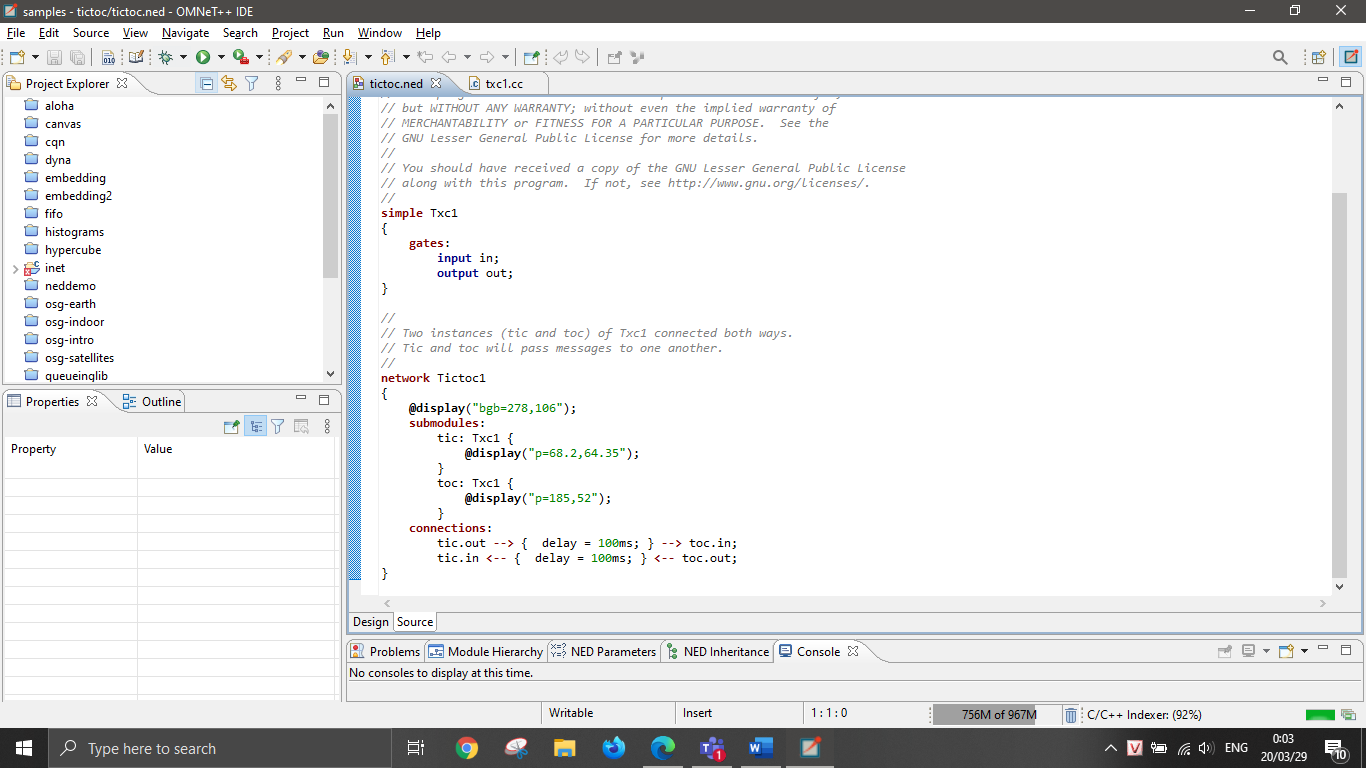 samples - tictoc/tictoc.ned - OMNeT++ IDE
File Edit Source View Navigate Search Project Run Window Help
Project Explorer
aloha
canvas
cqn
dyna
embedding
embedding2
fifo
histograms
hypercube
inet
neddemo
osg-earth
osg-indoor
osg-intro
osg-satellites
queueinglib
Properties Outline
Property Value
tictoc.ned txc1.cc
// but WITHOUT ANY WARRANTY; without even the implied warranty of
// MERCHANTABILITY or FITNESS FOR A PARTICULAR PURPOSE.  See the
// GNU Lesser General Public License for more details.
//
// You should have received a copy of the GNU Lesser General Public License
// along with this program.  If not, see http://www.gnu.org/licenses/.
//
simple Txc1
{
    gates:
        input in;
        output out;
}
//
// Two instances (tic and toc) of Txc1 connected both ways.
// Tic and toc will pass messages to one another.
//
network Tictoc1
{
    @display("bgb=278,106");
    submodules:
        tic: Txc1 {
            @display("p=68.2,64.35");
        }
        toc: Txc1 {
            @display("p=185,52");
        }
    connections:
        tic.out --> {  delay = 100ms; } --> toc.in;
        tic.in <-- {  delay = 100ms; } <-- toc.out;
}
Design Source
Problems Module Hierarchy NED Parameters NED Inheritance Console
No consoles to display at this time.
Writable Insert 1 : 1 : 0 756M of 967M C/C++ Indexer: (92%)
Type here to search
1
W
V
ENG
0:03
20/03/29
10